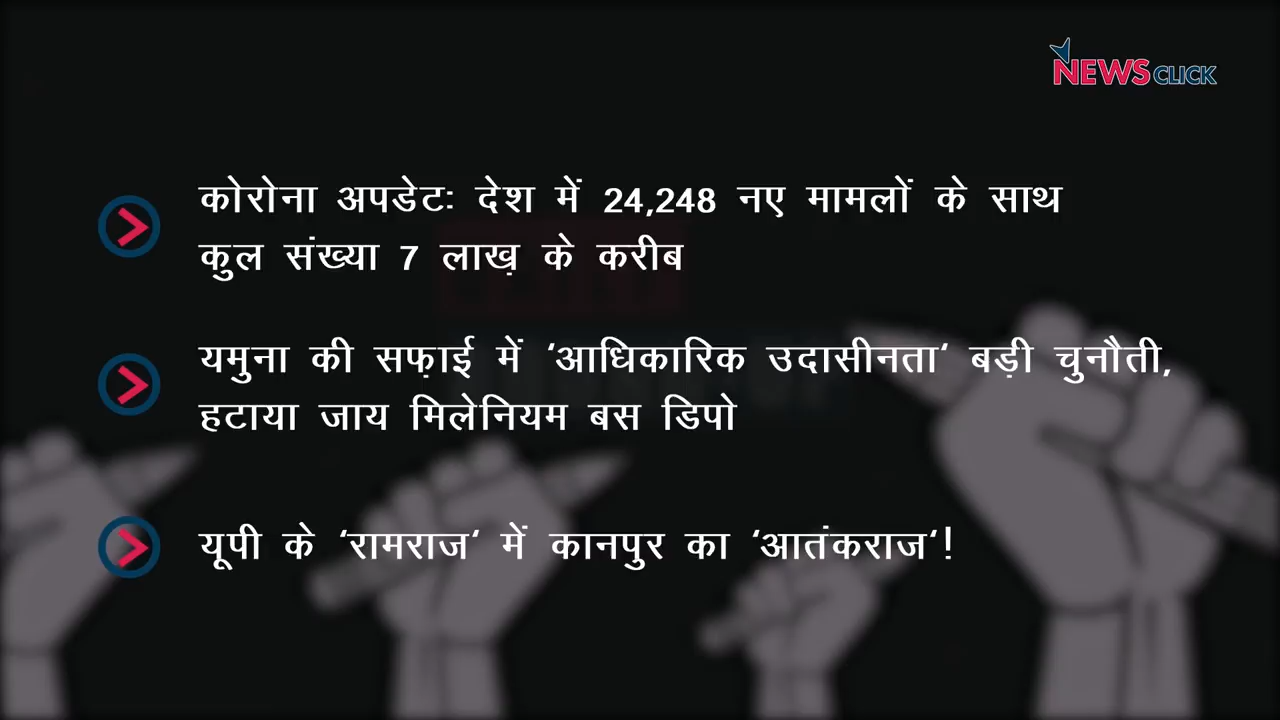 NEWSCLICK
कोरोना अपडेटः देश में 24,248 नए मामलों के साथ
कुल संख्या 7 लाख़ के करीब
यमुना की सफ़ाई में ‘आधिकारिक उदासीनता‘ बड़ी चुनौती,
हटाया जाय मिलेनियम बस डिपो
यूपी के ‘रामराज‘ में कानपुर का ‘आतंकराज‘!